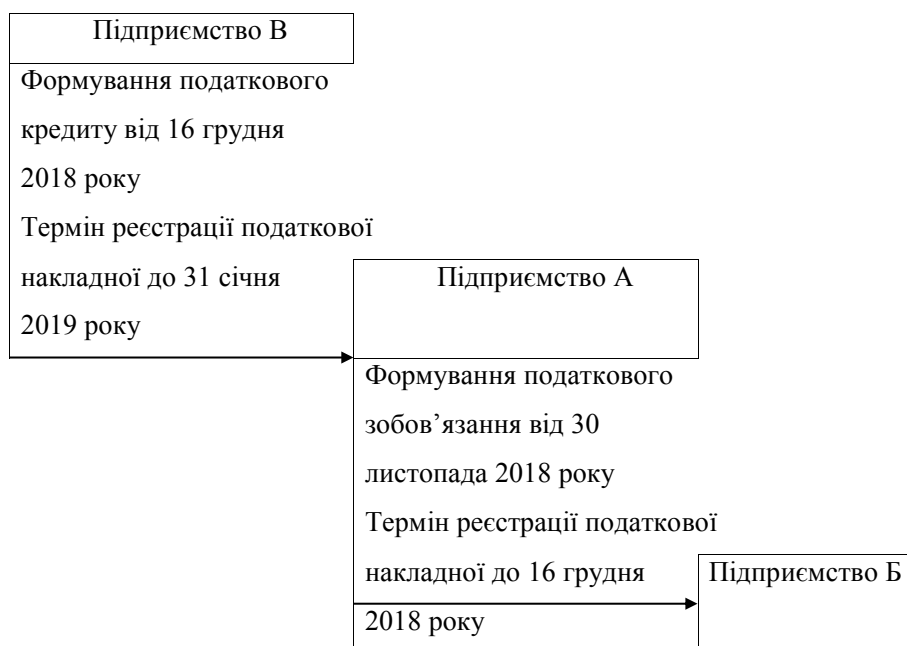 Підприємство В
Формування податкового
кредиту від 16 грудня
2018 року
Термін реєстрації податкової
накладної до 31 січня
2019 року
Підприємство А
Формування податкового
зобов’язання від 30
листопада 2018 року
Термін реєстрації податкової
накладної до 16 грудня
2018 року
Підприємство Б